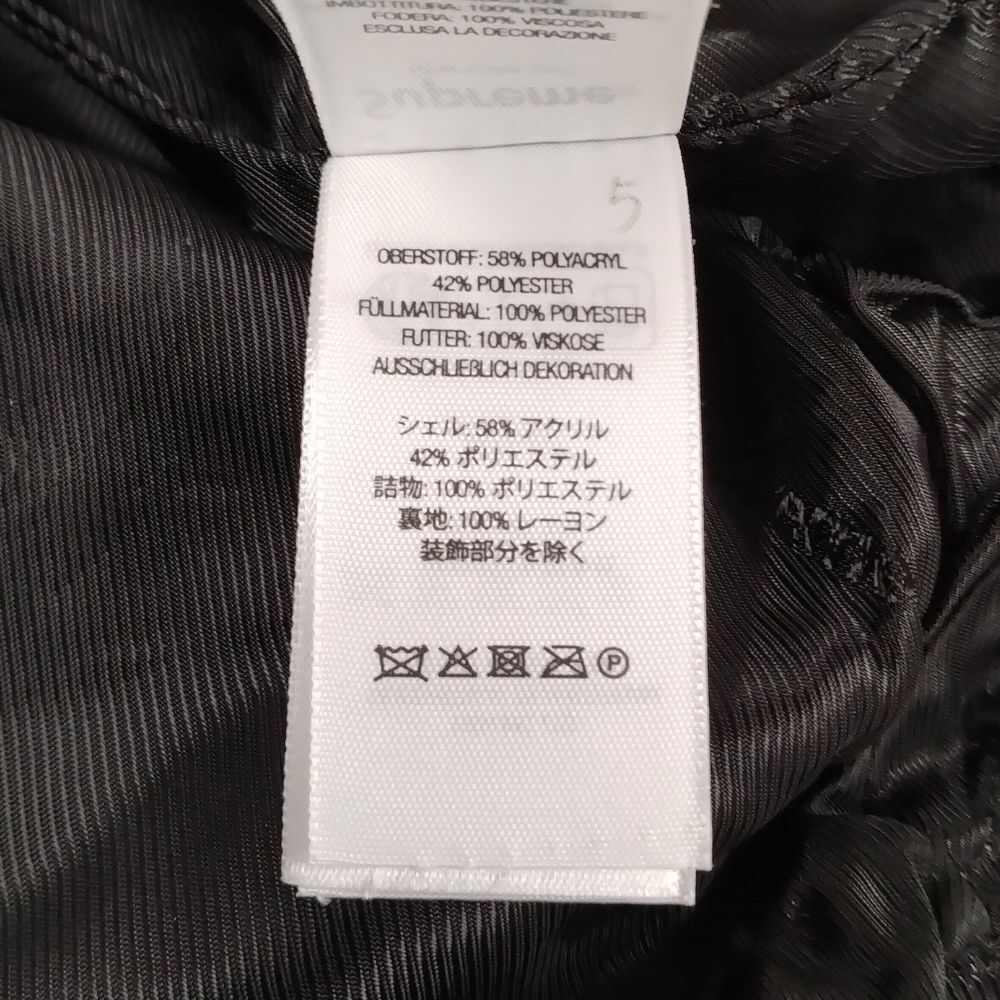 IMBOTTITURA: 100% POLIESTERE
FODERA: 100% VISCOSA
ESCLUSA LA DECORAZIONE
Supreme
5
OBERSTOFF: 58% POLYACRYL
42% POLYESTER
FÜLLMATERIAL: 100% POLYESTER
FUTTER: 100% VISKOSE
AUSSCHLIEßLICH DEKORATION
シェル: 58% アクリル
42% ポリエステル
詰物: 100% ポリエステル
裏地: 100% レーヨン
装飾部分を除く
P